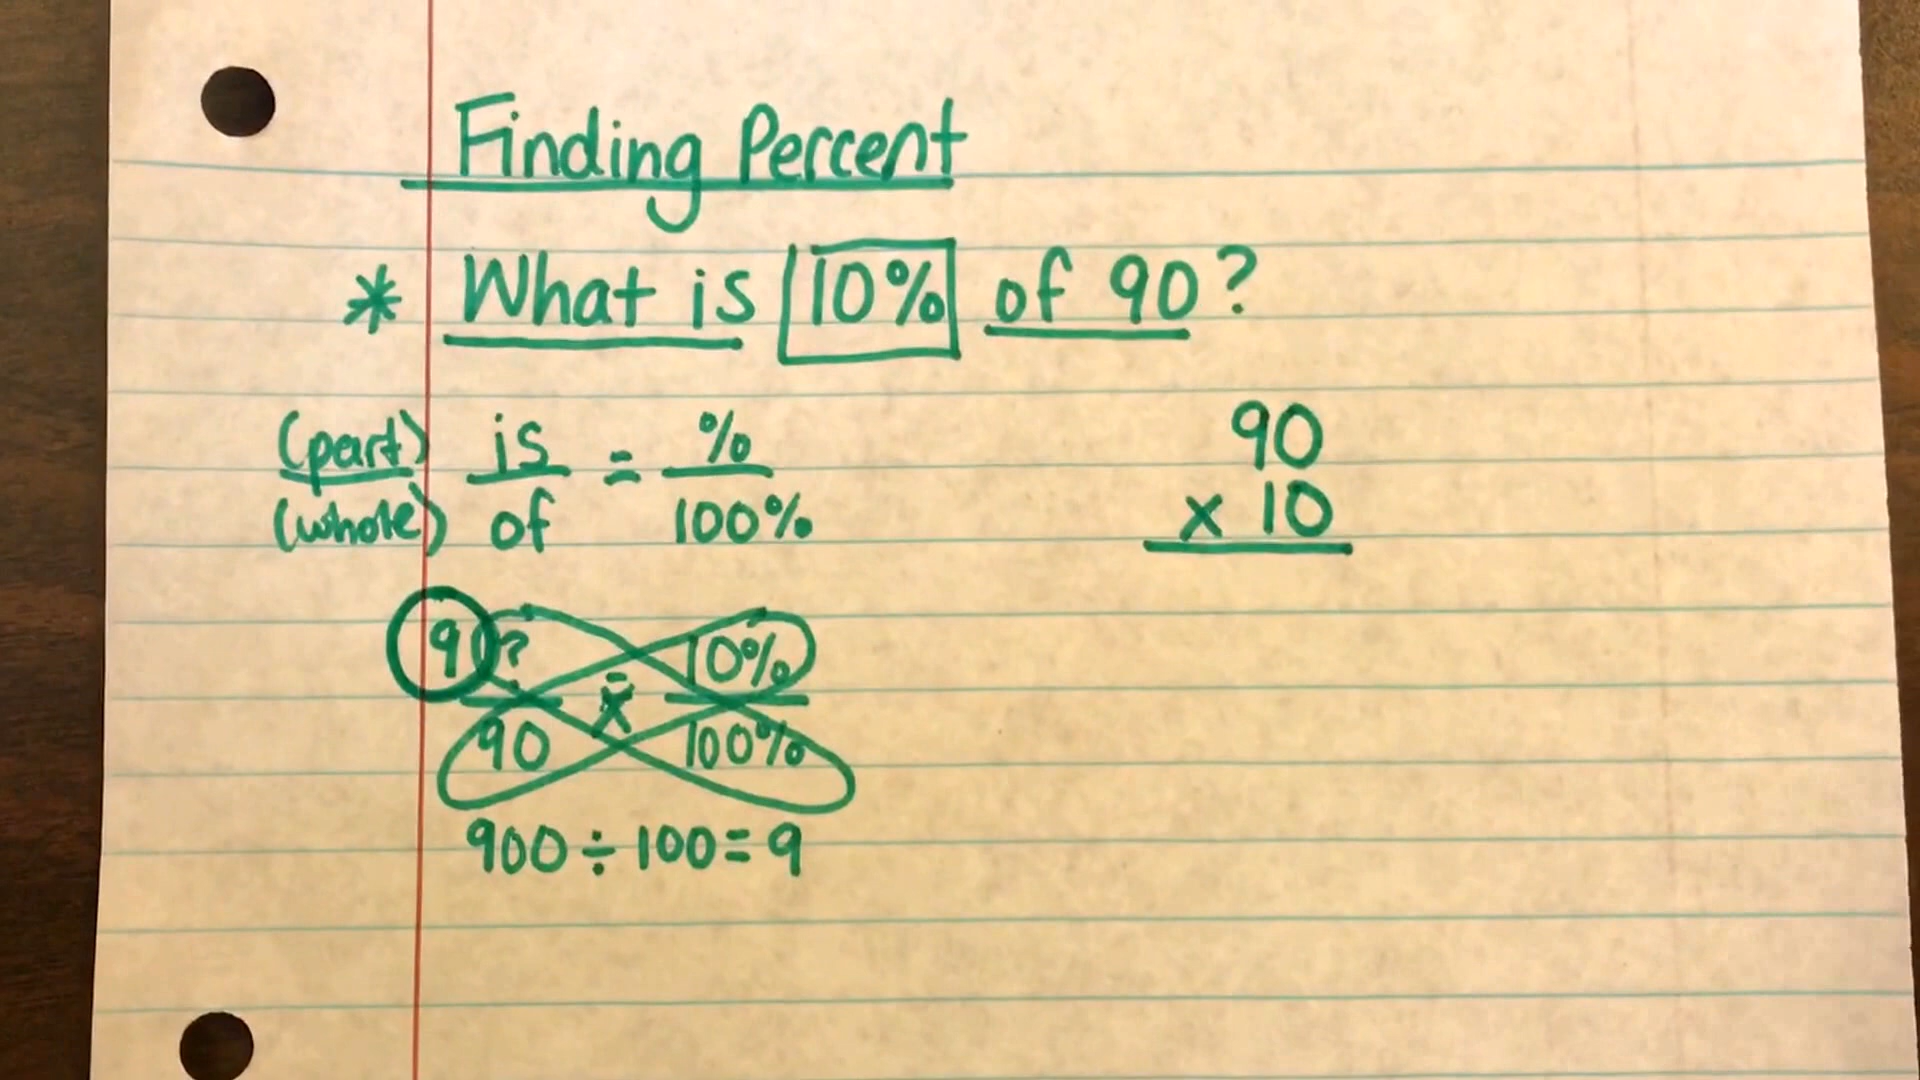 Finding Percent
* What is 10% of 90?
(part) is = %
(whole) of 100%
90
x 10
9 ? 10%
90 x 100%
900 ÷ 100 = 9